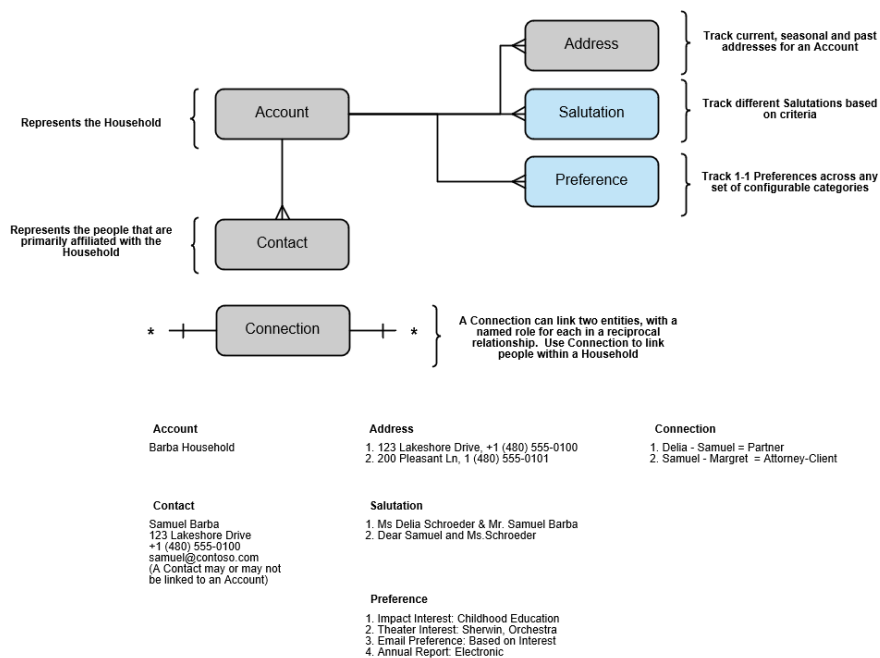 Address
Track current, seasonal and past
addresses for an Account
Represents the Household
Account
Salutation
Track different Salutations based
on criteria
Preference
Track 1-1 Preferences across any
set of configurable categories
Represents the people that are
primarily affiliated with the
Household
Contact
*
Connection
*
A Connection can link two entities, with a
named role for each in a reciprocal
relationship. Use Connection to link
people within a Household
Account
Barba Household
Address
1. 123 Lakeshore Drive, +1 (480) 555-0100
2. 200 Pleasant Ln, 1 (480) 555-0101
Connection
1. Delia - Samuel = Partner
2. Samuel - Margret = Attorney-Client
Contact
Samuel Barba
123 Lakeshore Drive
+1 (480) 555-0100
samuel@contoso.com
(A Contact may or may not
be linked to an Account)
Salutation
1. Ms Delia Schroeder & Mr. Samuel Barba
2. Dear Samuel and Ms.Schroeder
Preference
1. Impact Interest: Childhood Education
2. Theater Interest: Sherwin, Orchestra
3. Email Preference: Based on Interest
4. Annual Report: Electronic